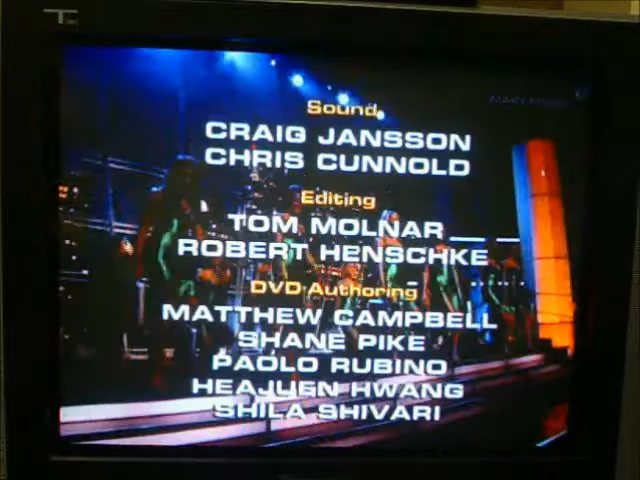 Sound
CRAIG JANSSON
CHRIS CUNNOLD
Editing
TOM MOLNAR
ROBERT HENSCHKE
DVD Authoring
MATTHEW CAMPBELL
SHANE PIKE
PAOLO RUBINO
HEAJUEN HWANG
SHILA SHIVARI